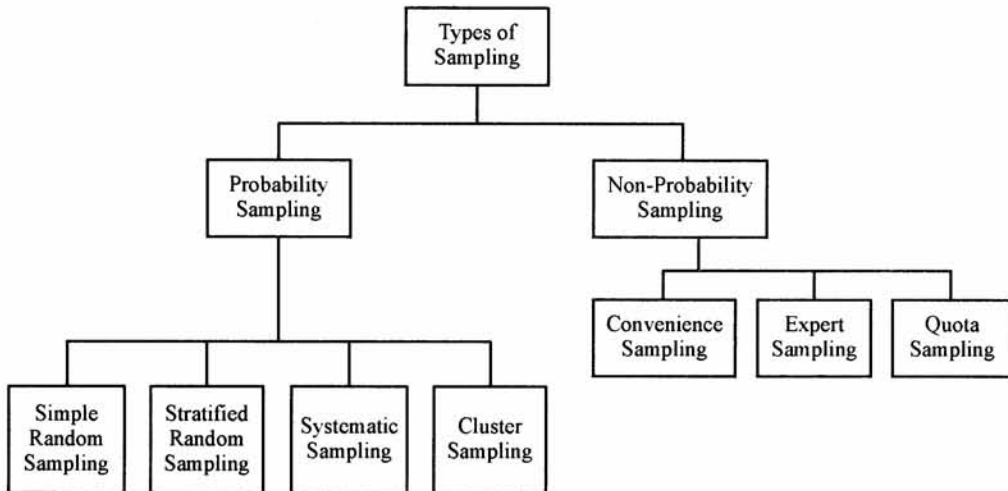 Types of
Sampling
Probability
Sampling
Non-Probability
Sampling
Convenience
Sampling
Expert
Sampling
Quota
Sampling
Simple
Random
Sampling
Stratified
Random
Sampling
Systematic
Sampling
Cluster
Sampling